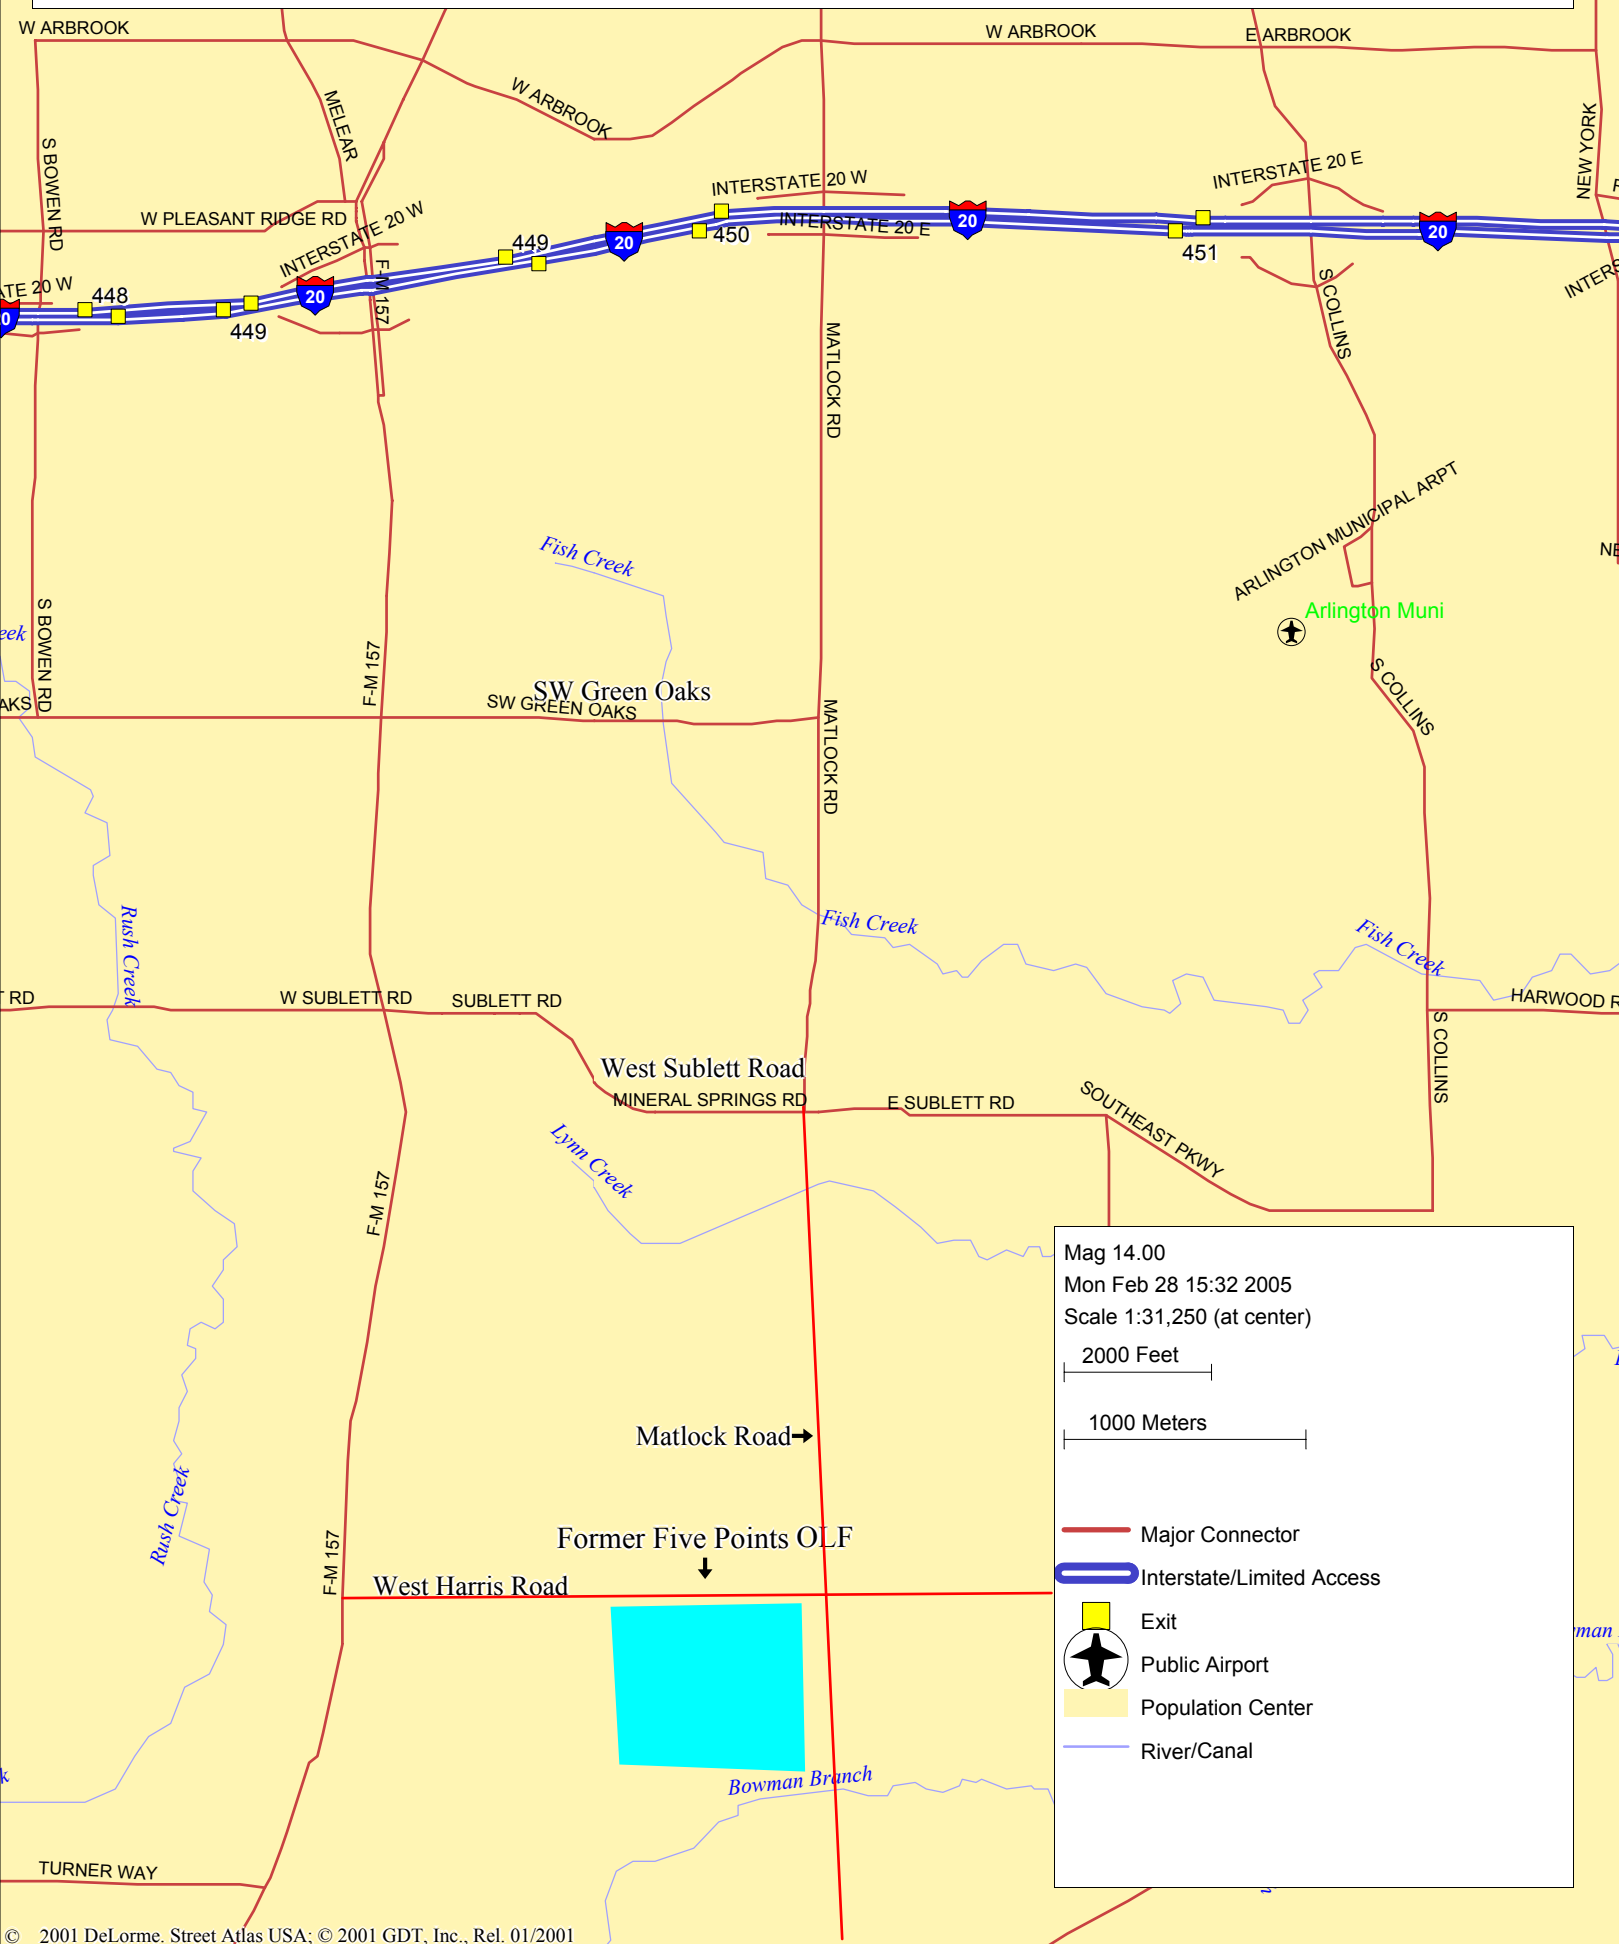 W ARBROOK
W ARBROOK
E ARBROOK
W ARBROOK
MELEAR
S BOWEN RD
NEW YORK
INTERSTATE 20 W
INTERSTATE 20 E
W PLEASANT RIDGE RD
INTERSTATE 20 W
INTERSTATE 20 E
20
20
20
20
449
450
451
448
449
F-M 157
S COLLINS
MATLOCK RD
ARLINGTON MUNICIPAL ARPT
Arlington Muni
Fish Creek
S BOWEN RD
F-M 157
SW Green Oaks
SW GREEN OAKS
MATLOCK RD
S COLLINS
Rush Creek
Fish Creek
Fish Creek
W SUBLETT RD
SUBLETT RD
HARWOOD R
S COLLINS
West Sublett Road
MINERAL SPRINGS RD
E SUBLETT RD
SOUTHEAST PKWY
Lynn Creek
F-M 157
Mag 14.00
Mon Feb 28 15:32 2005
Scale 1:31,250 (at center)
2000 Feet
1000 Meters
Matlock Road
Rush Creek
Former Five Points OLF
F-M 157
West Harris Road
Major Connector
Interstate/Limited Access
Exit
Public Airport
Population Center
River/Canal
Bowman Branch
TURNER WAY
© 2001 DeLorme. Street Atlas USA; © 2001 GDT, Inc., Rel. 01/2001